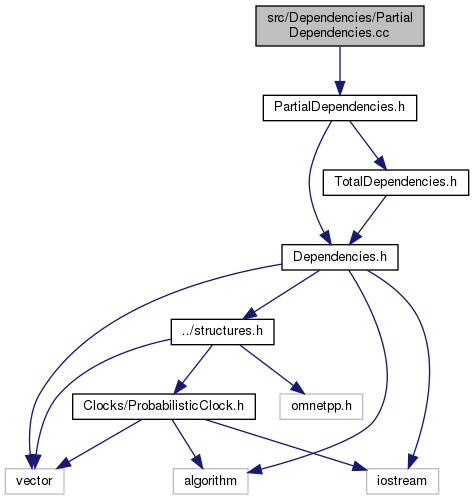 src/Dependencies/Partial
Dependencies.cc
PartialDependencies.h
TotalDependencies.h
Dependencies.h
../structures.h
Clocks/ProbabilisticClock.h
omnetpp.h
vector
algorithm
iostream